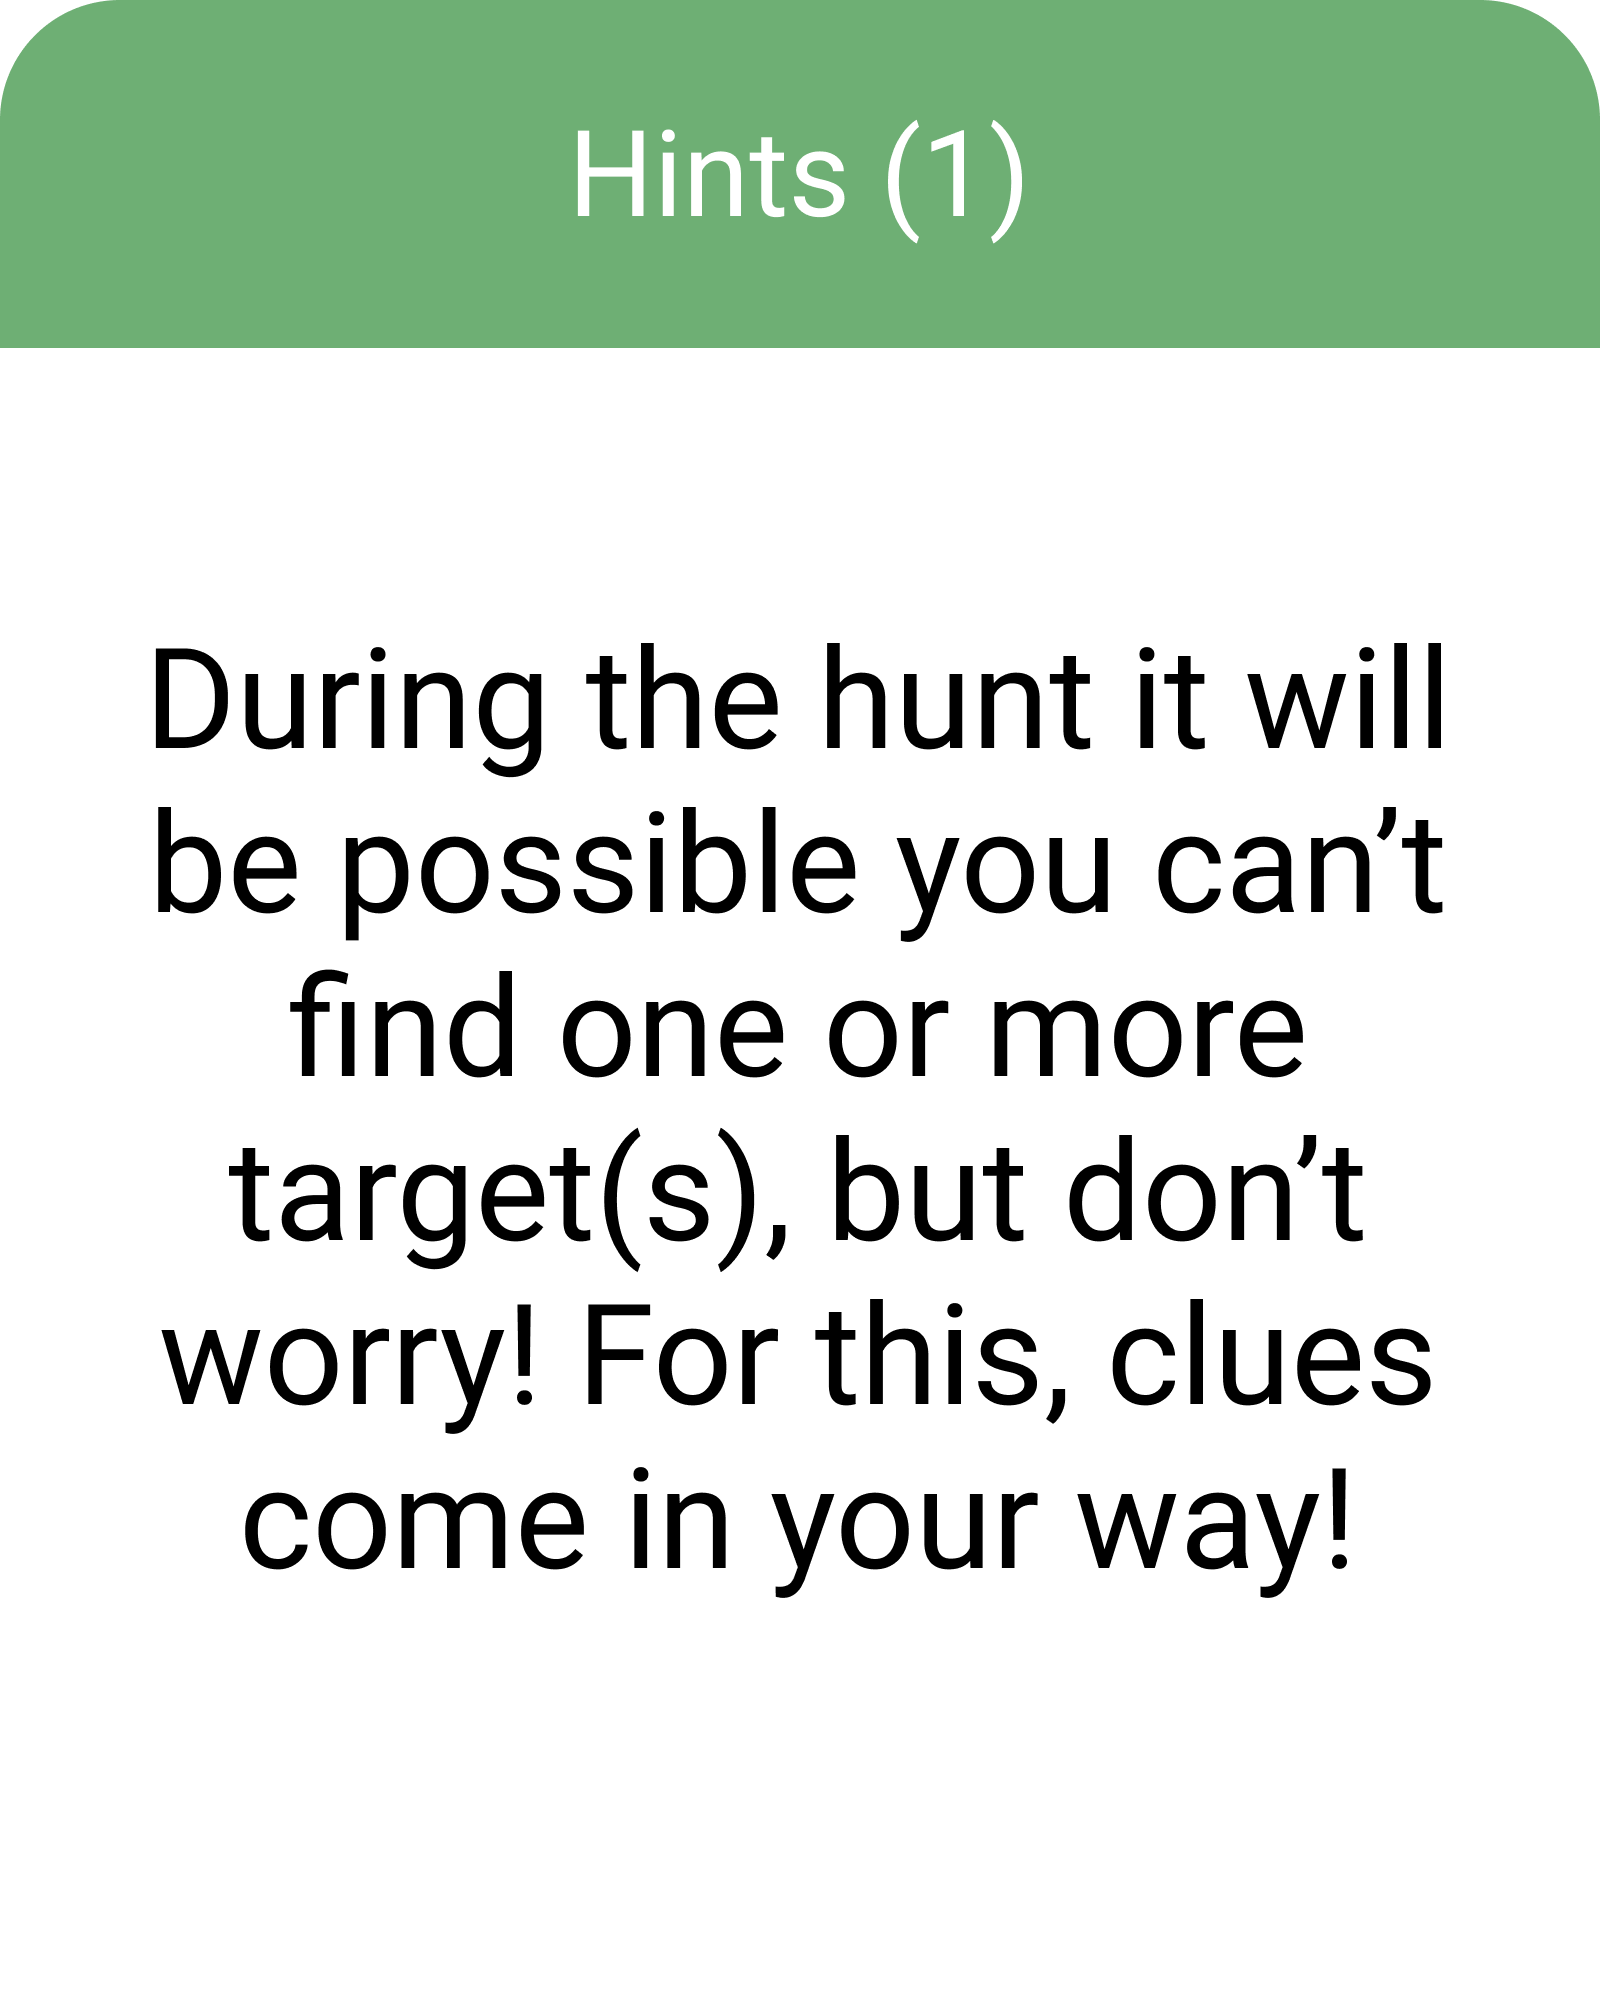 Hints (1)
During the hunt it will
be possible you can’t
find one or more
target(s), but don’t
worry! For this, clues
come in your way!